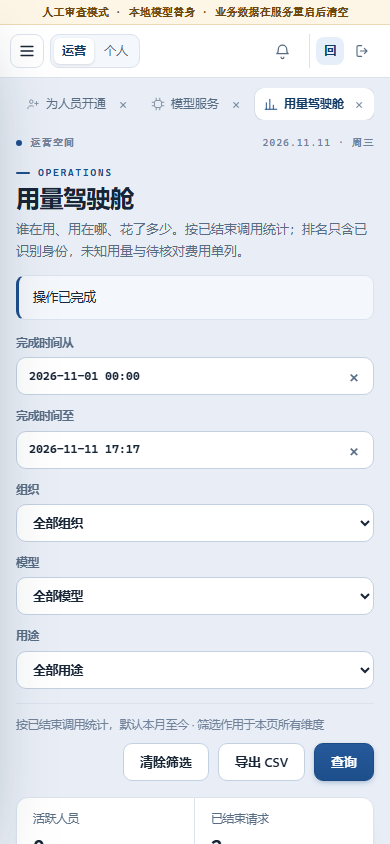 人工审查模式 · 本地模型替身 · 业务数据在服务重启后清空
运营 个人 回
为人员开通 × 模型服务 × 用量驾驶舱 ×
运营空间 2026.11.11 · 周三
OPERATIONS
用量驾驶舱
谁在用、用在哪、花了多少。按已结束调用统计；排名只含已
识别身份，未知用量与待核对费用单列。
操作已完成
完成时间从
2026-11-01 00:00 ×
完成时间至
2026-11-11 17:17 ×
组织
全部组织
模型
全部模型
用途
全部用途
按已结束调用统计，默认本月至今 · 筛选作用于本页所有维度
清除筛选 导出 CSV 查询
活跃人员 已结束请求